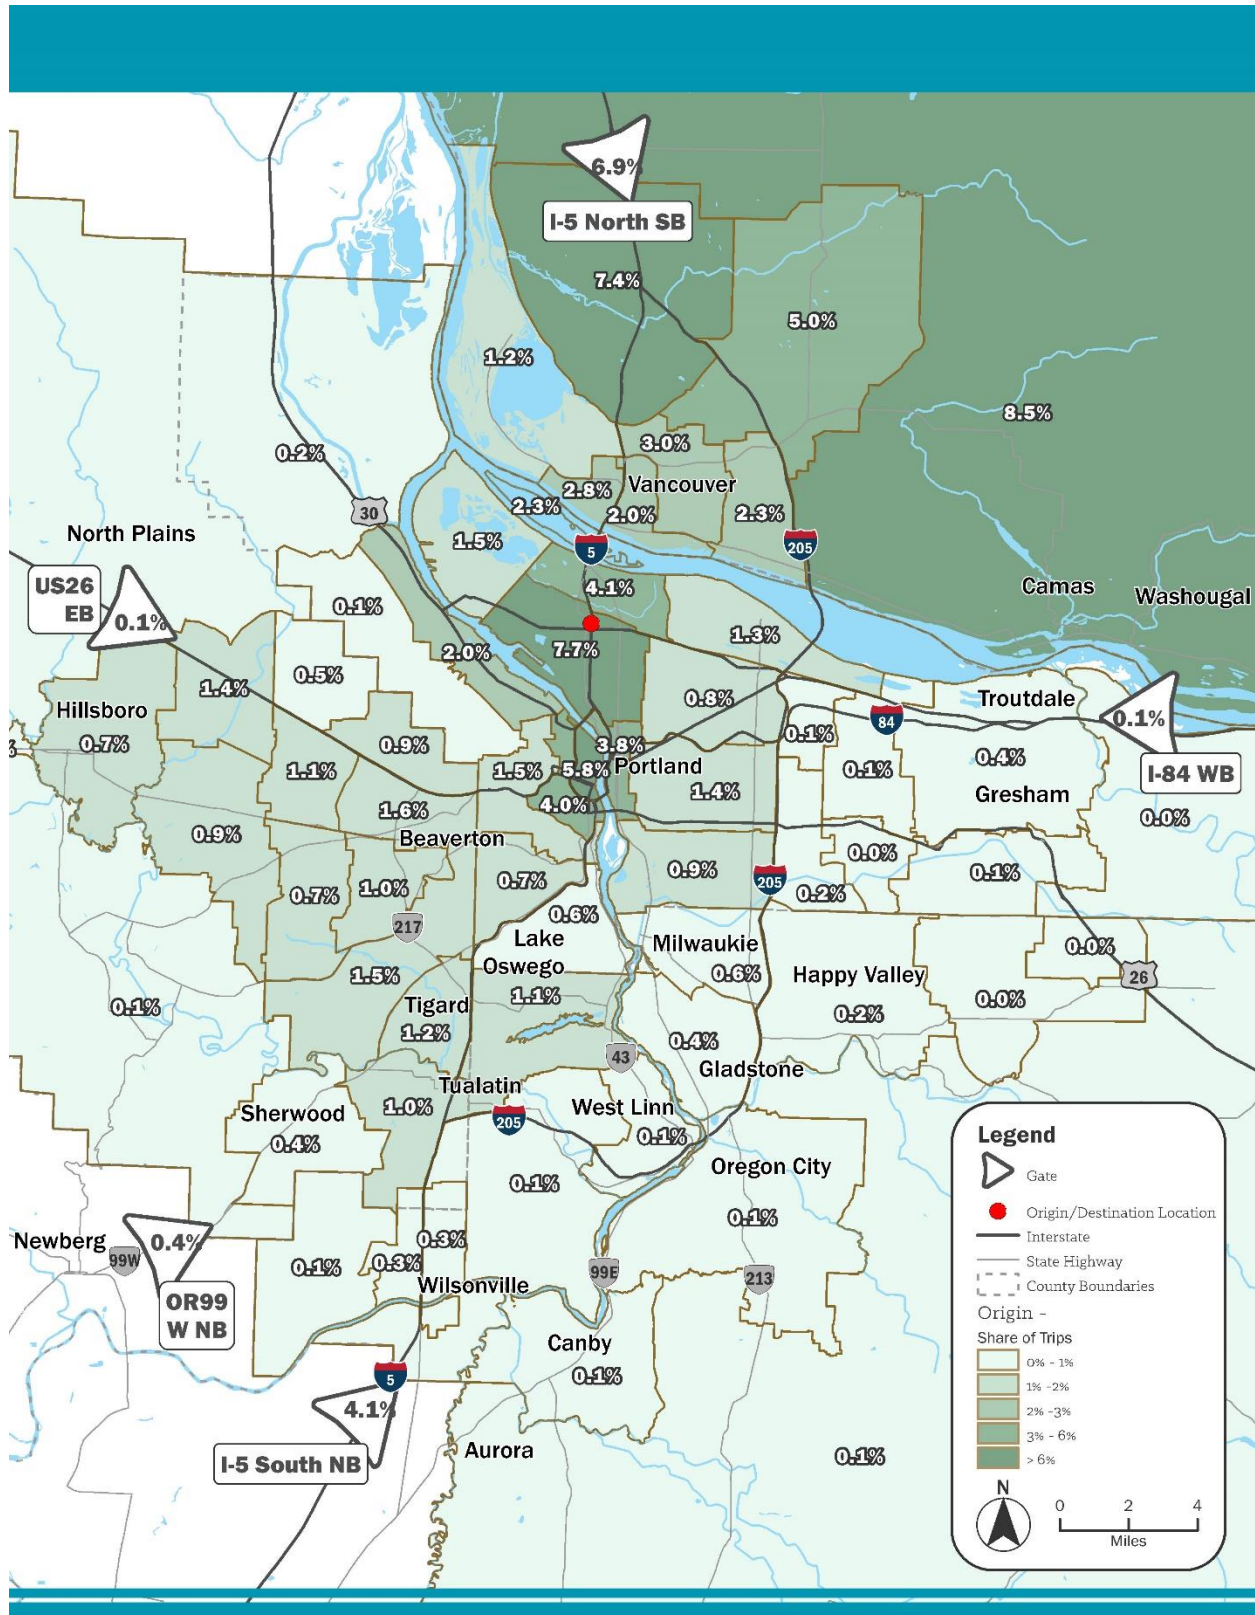 6.9%
I-5 North SB
7.4%
5.0%
1.2%
8.5%
3.0%
0.2%
Vancouver
2.8%
2.3%
2.0%
2.3%
30
North Plains
1.5%
5
205
US26
EB
0.1%
4.1%
Camas
Washougal
0.1%
1.3%
2.0%
7.7%
0.5%
1.4%
0.8%
Troutdale
Hillsboro
0.7%
84
0.1%
0.1%
0.9%
3.8%
0.4%
1.1%
1.5%
5.8%
Portland
0.1%
I-84 WB
1.4%
Gresham
1.6%
4.0%
0.0%
0.9%
Beaverton
0.0%
0.7%
0.9%
0.1%
205
0.7%
1.0%
0.2%
0.6%
217
Lake
Oswego
Milwaukie
0.0%
1.5%
0.6%
Happy Valley
26
0.1%
Tigard
1.1%
0.0%
1.2%
0.2%
0.4%
43
Gladstone
Tualatin
Sherwood
1.0%
West Linn
205
0.4%
0.1%
Oregon City
0.1%
0.1%
Newberg
0.4%
99W
0.3%
0.1%
0.3%
99E
213
Wilsonville
OR99
W NB
Canby
0.1%
5
4.1%
I-5 South NB
Aurora
0.1%
Legend
Gate
Origin/Destination Location
Interstate
State Highway
County Boundaries
Origin -
Share of Trips
0% - 1%
1% -2%
2% -3%
3% - 6%
> 6%
N
0 2 4
Miles